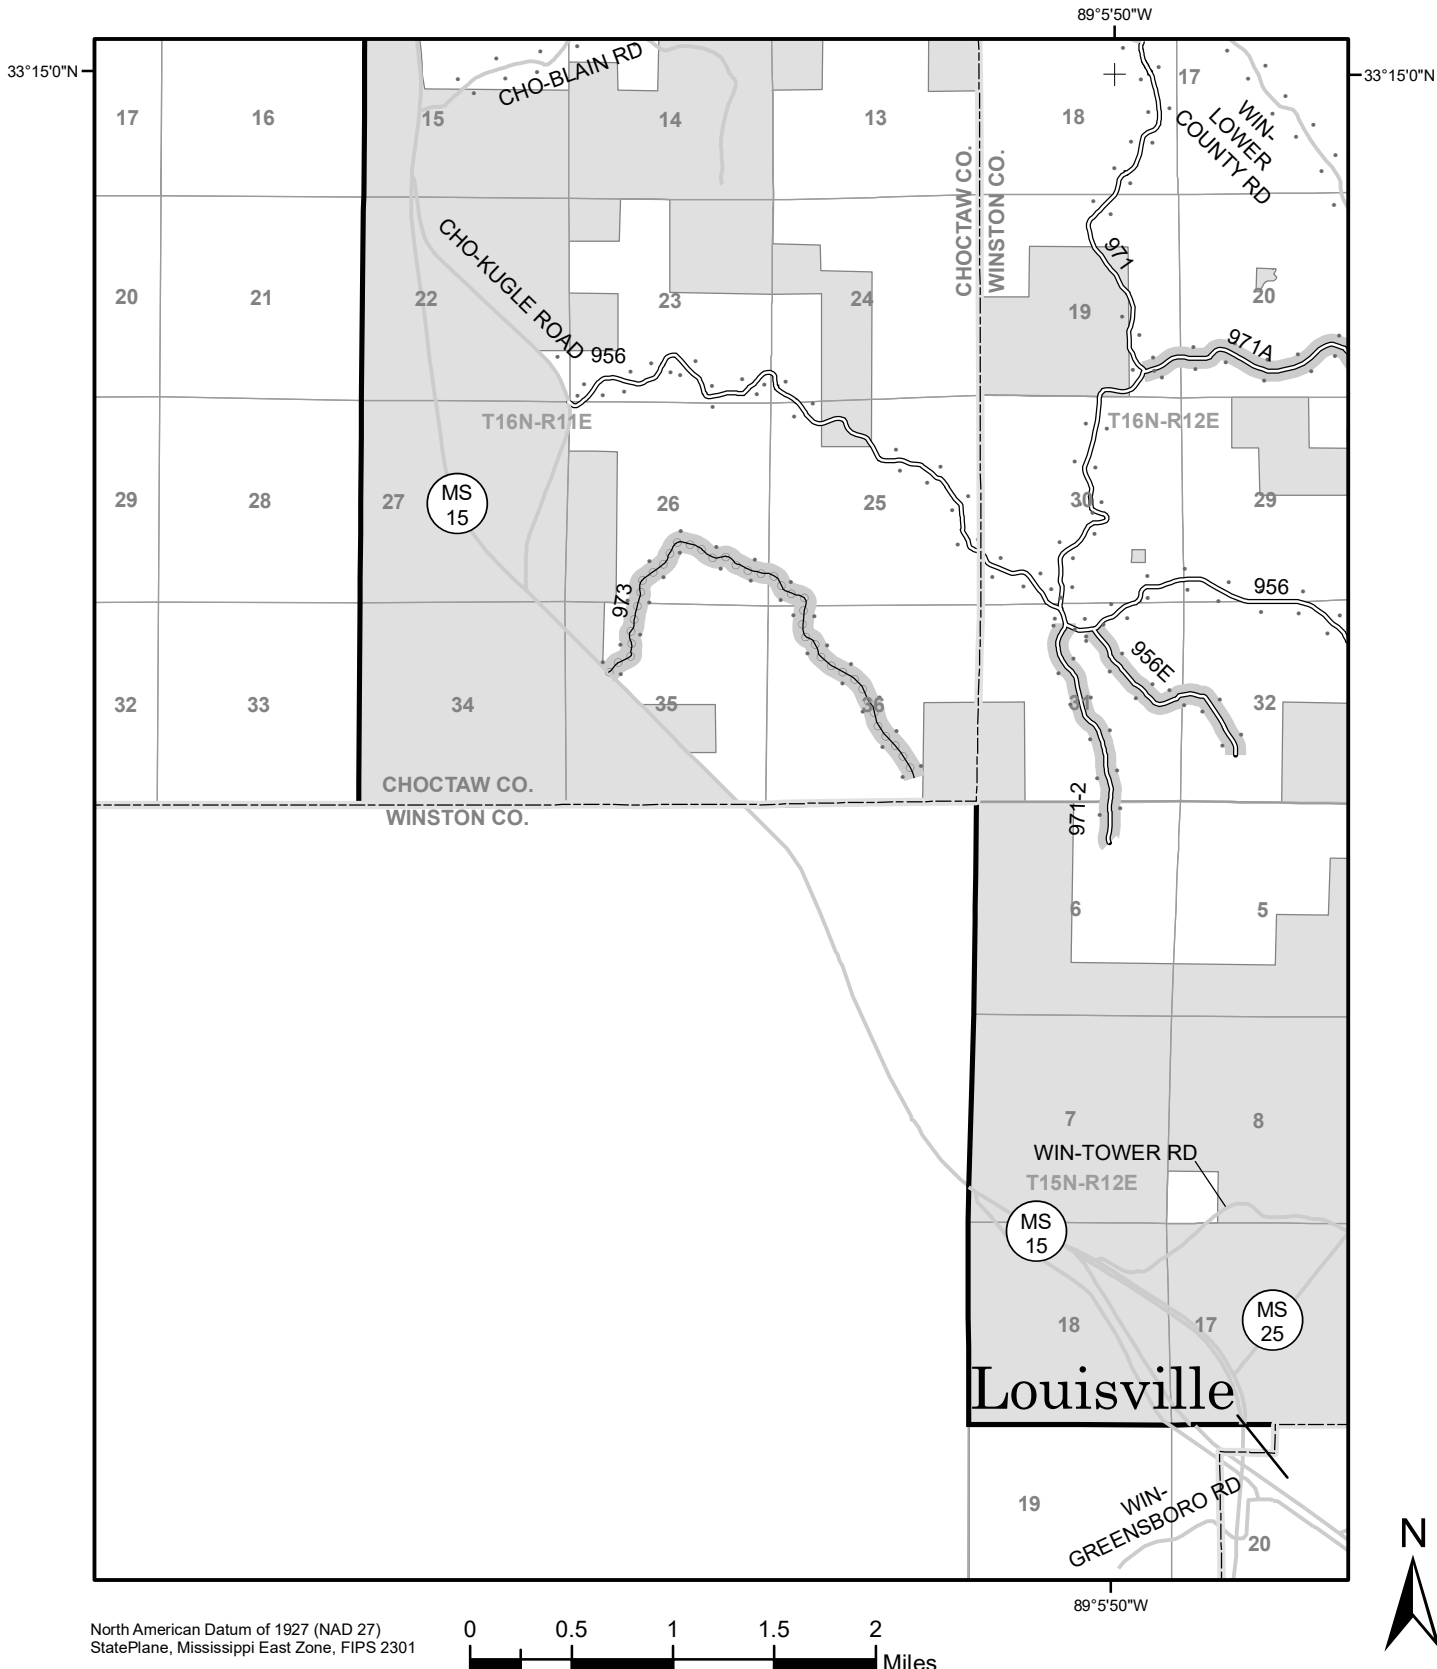 89°5'50"W
33°15'0"N
33°15'0"N
CHO-BLAIN RD
17
16
15
14
13
18
17
WIN-
LOWER
COUNTY RD
CHOCTAW CO.
WINSTON CO.
CHO-KUGLE ROAD
971
20
21
22
23
24
19
20
971A
956
T16N-R11E
T16N-R12E
29
28
27
MS
15
26
25
30
29
973
956
956E
32
33
34
35
36
31
32
CHOCTAW CO.
WINSTON CO.
971-2
6
5
7
8
WIN-TOWER RD
T15N-R12E
MS
15
18
17
MS
25
Louisville
19
WIN-
GREENSBORO RD
20
N
89°5'50"W
North American Datum of 1927 (NAD 27)
StatePlane, Mississippi East Zone, FIPS 2301
0 0.5 1 1.5 2
Miles